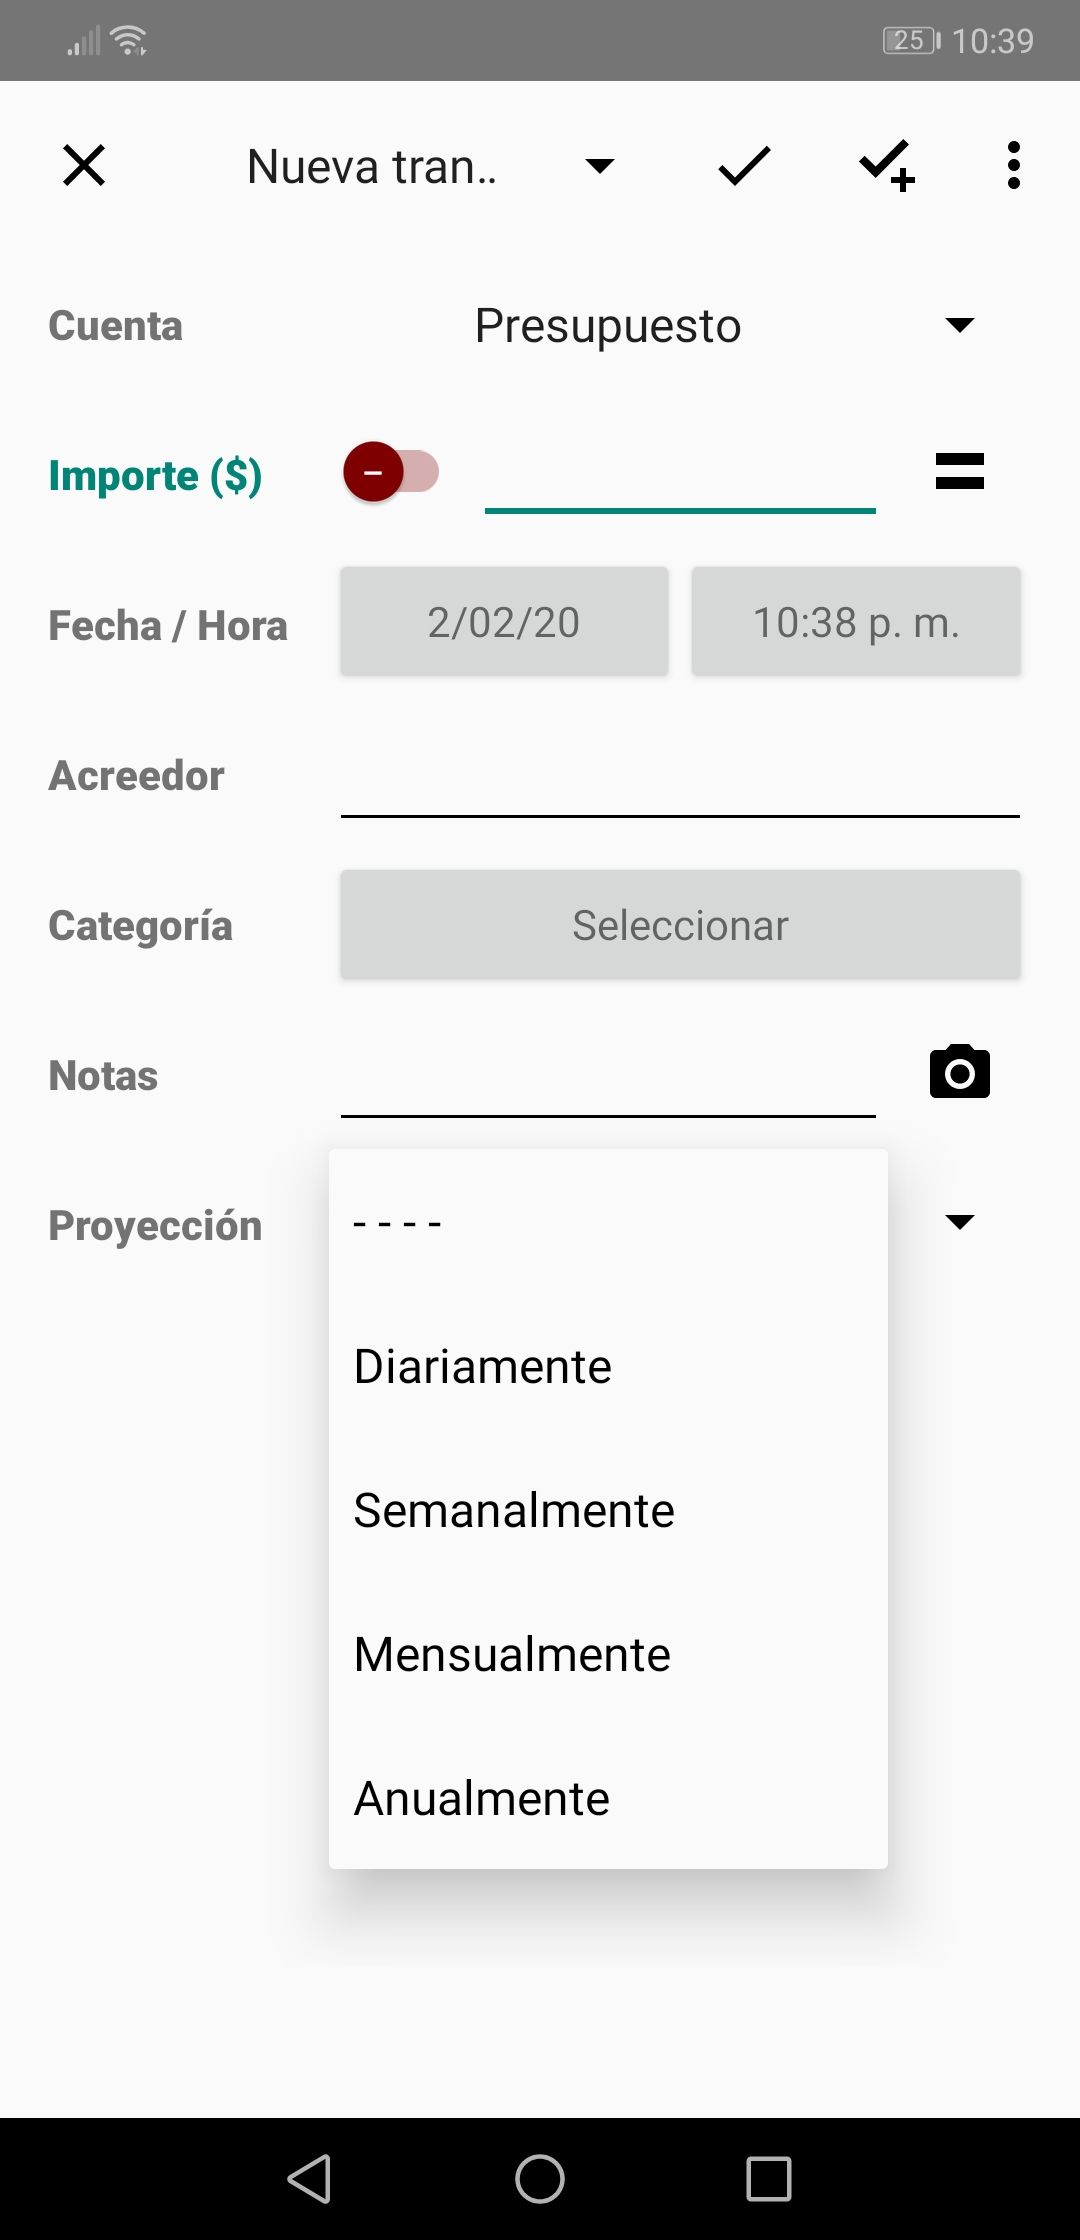 25 10:39
Nueva tran..
Cuenta Presupuesto
Importe ($)
Fecha / Hora 2/02/20 10:38 p. m.
Acreedor
Categoría Seleccionar
Notas
Proyección - - - -
Diariamente
Semanalmente
Mensualmente
Anualmente